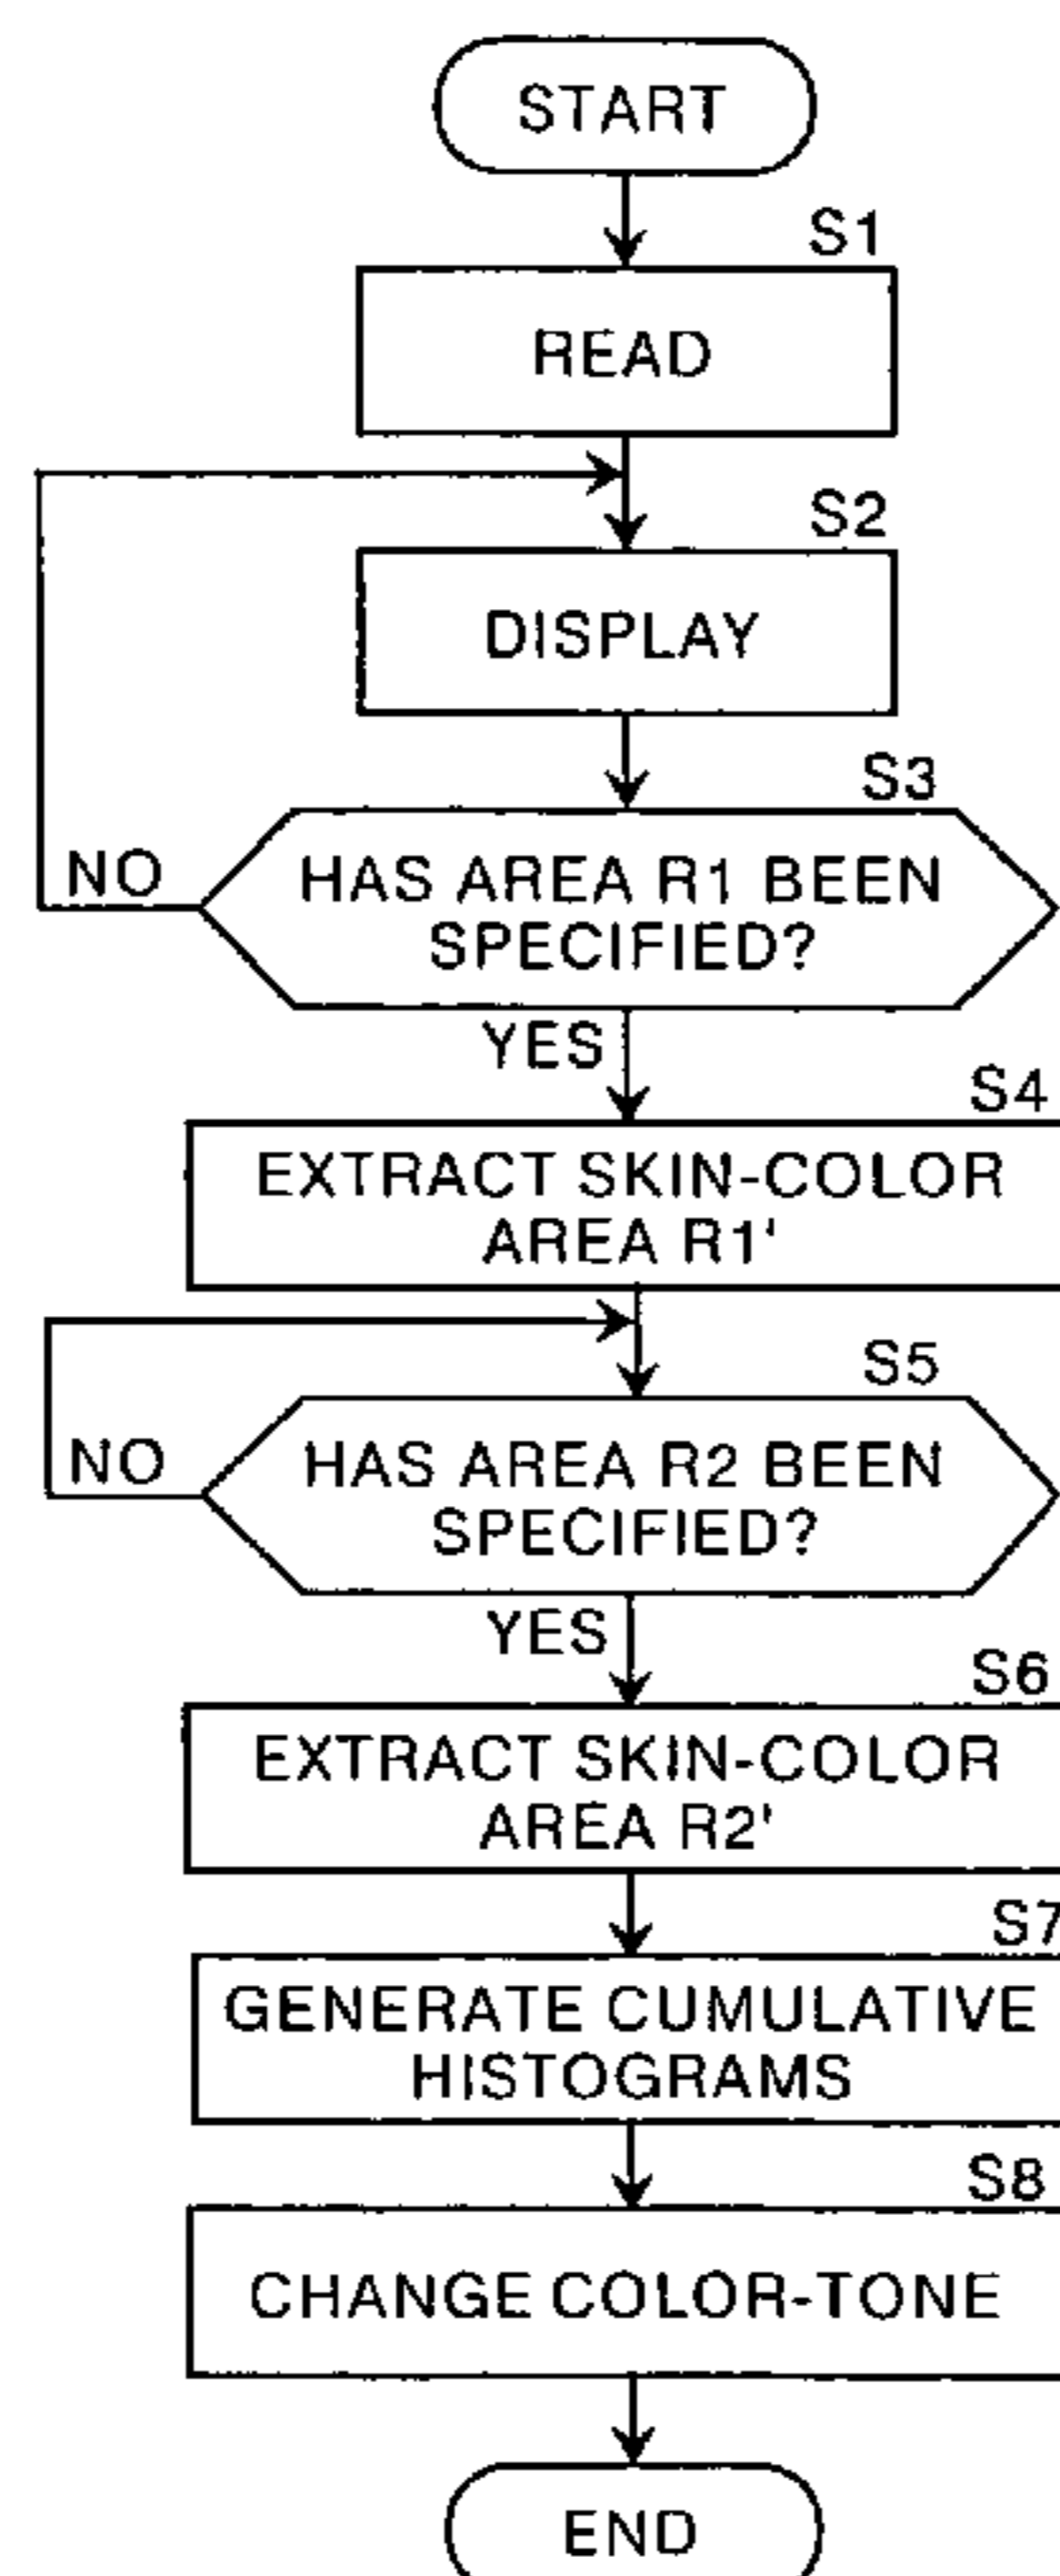 START
S1
READ
S2
DISPLAY
S3
NO
HAS AREA R1 BEEN
SPECIFIED?
YES
S4
EXTRACT SKIN-COLOR
AREA R1'
S5
NO
HAS AREA R2 BEEN
SPECIFIED?
YES
S6
EXTRACT SKIN-COLOR
AREA R2'
S7
GENERATE CUMULATIVE
HISTOGRAMS
S8
CHANGE COLOR-TONE
END